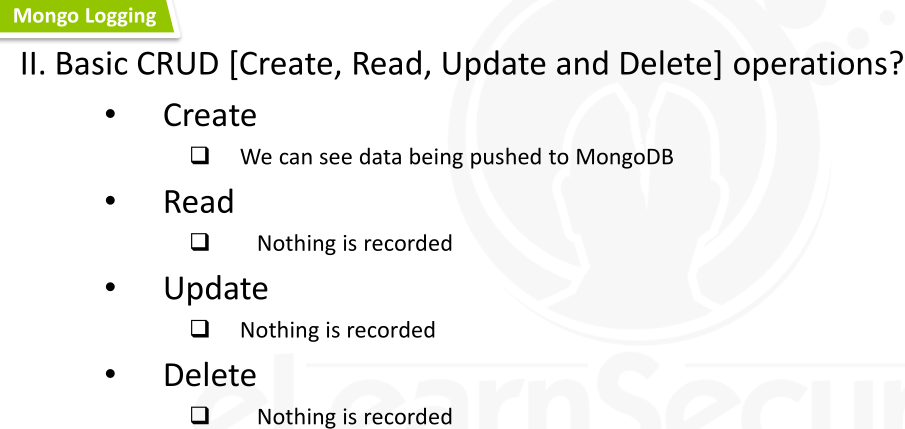 Mongo Logging
II. Basic CRUD [Create, Read, Update and Delete] operations?
• Create
❑ We can see data being pushed to MongoDB
• Read
❑ Nothing is recorded
• Update
❑ Nothing is recorded
• Delete
❑ Nothing is recorded
eLearnSecur